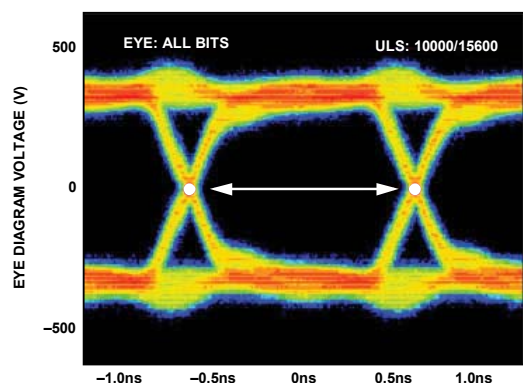 EYE: ALL BITS
ULS: 10000/15600
EYE DIAGRAM VOLTAGE (V)
500
0
–500
–1.0ns
–0.5ns
0ns
0.5ns
1.0ns